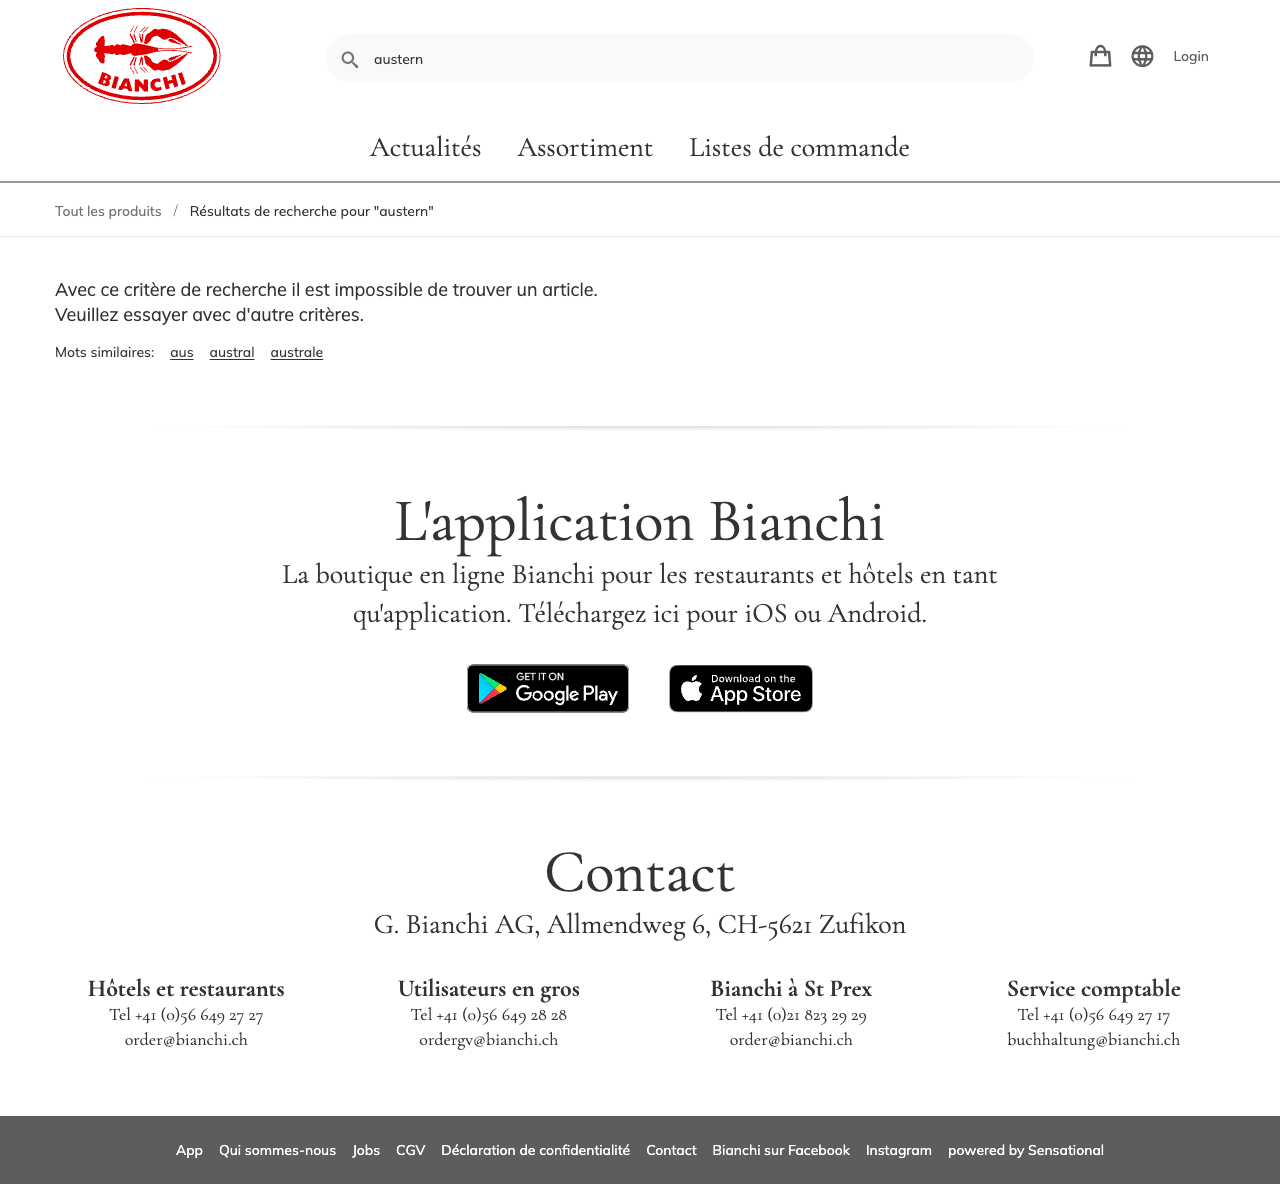 BIANCHI
austern
Login
Actualités Assortiment Listes de commande
Tout les produits / Résultats de recherche pour "austern"
Avec ce critère de recherche il est impossible de trouver un article.
Veuillez essayer avec d'autre critères.
Mots similaires: aus austral australe
L'application Bianchi
La boutique en ligne Bianchi pour les restaurants et hôtels en tant
qu'application. Téléchargez ici pour iOS ou Android.
GET IT ON
Google Play
Download on the
App Store
Contact
G. Bianchi AG, Allmendweg 6, CH-5621 Zufikon
Hôtels et restaurants
Tel +41 (0)56 649 27 27
order@bianchi.ch
Utilisateurs en gros
Tel +41 (0)56 649 28 28
ordergv@bianchi.ch
Bianchi à St Prex
Tel +41 (0)21 823 29 29
order@bianchi.ch
Service comptable
Tel +41 (0)56 649 27 17
buchhaltung@bianchi.ch
App Qui sommes-nous Jobs CGV Déclaration de confidentialité Contact Bianchi sur Facebook Instagram powered by Sensational